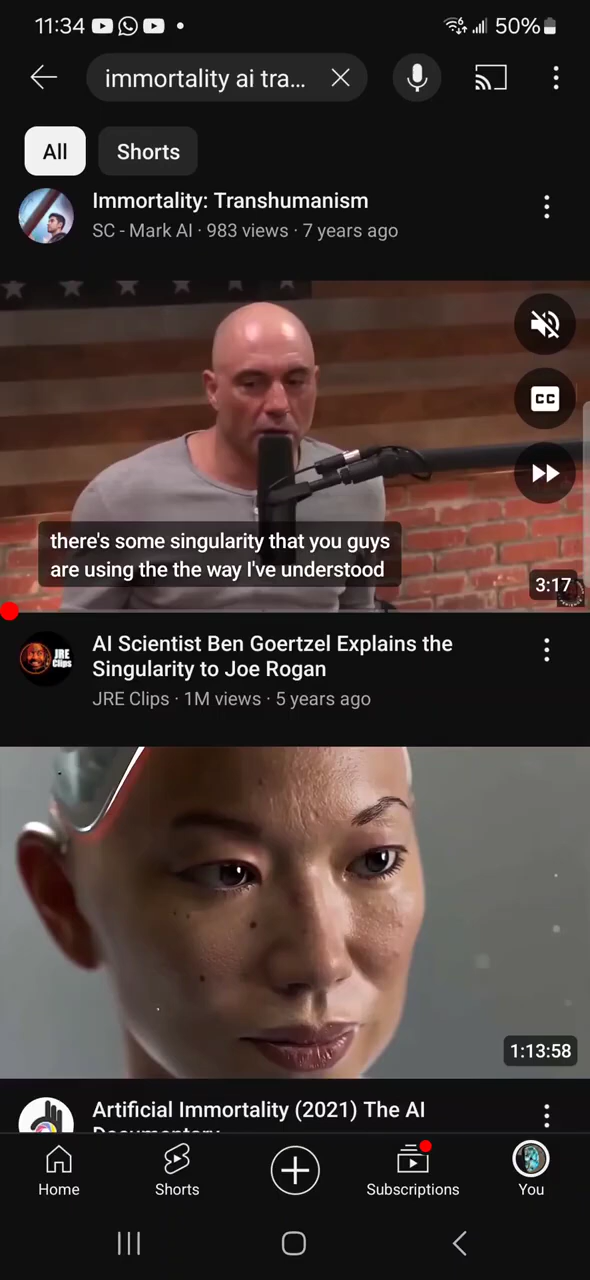 11:34
50%
immortality ai tra...
All
Shorts
Immortality: Transhumanism
SC - Mark AI · 983 views · 7 years ago
CC
there's some singularity that you guys
are using the the way I've understood
3:17
JRE
Clips
AI Scientist Ben Goertzel Explains the
Singularity to Joe Rogan
JRE Clips · 1M views · 5 years ago
1:13:58
Artificial Immortality (2021) The AI
Documentary
Home
Shorts
Subscriptions
You